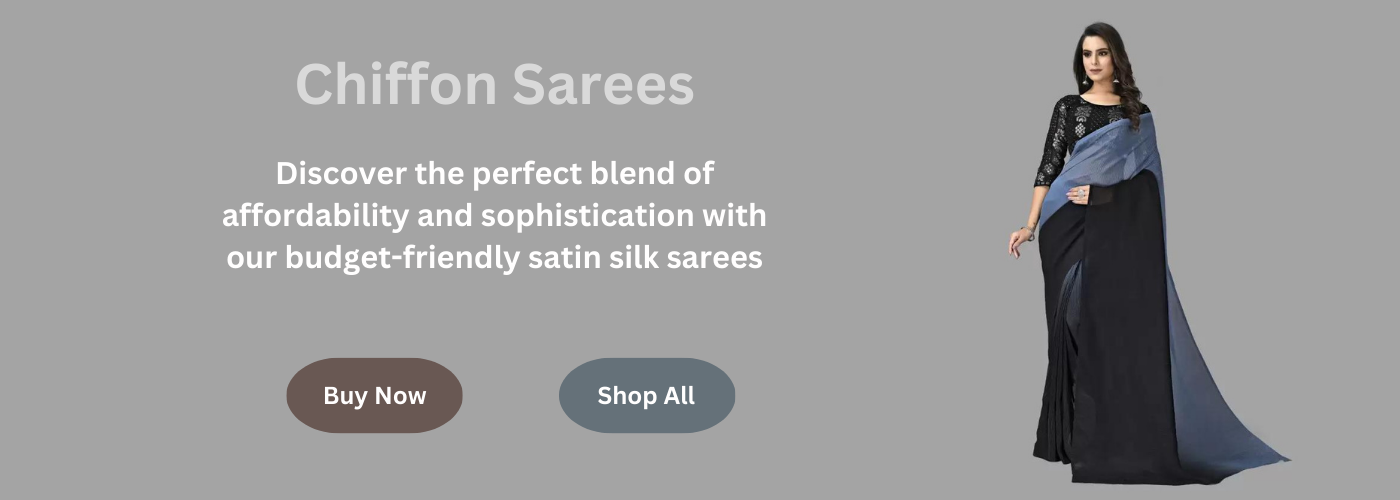 Chiffon Sarees
Discover the perfect blend of
affordability and sophistication with
our budget-friendly satin silk sarees
Buy Now
Shop All